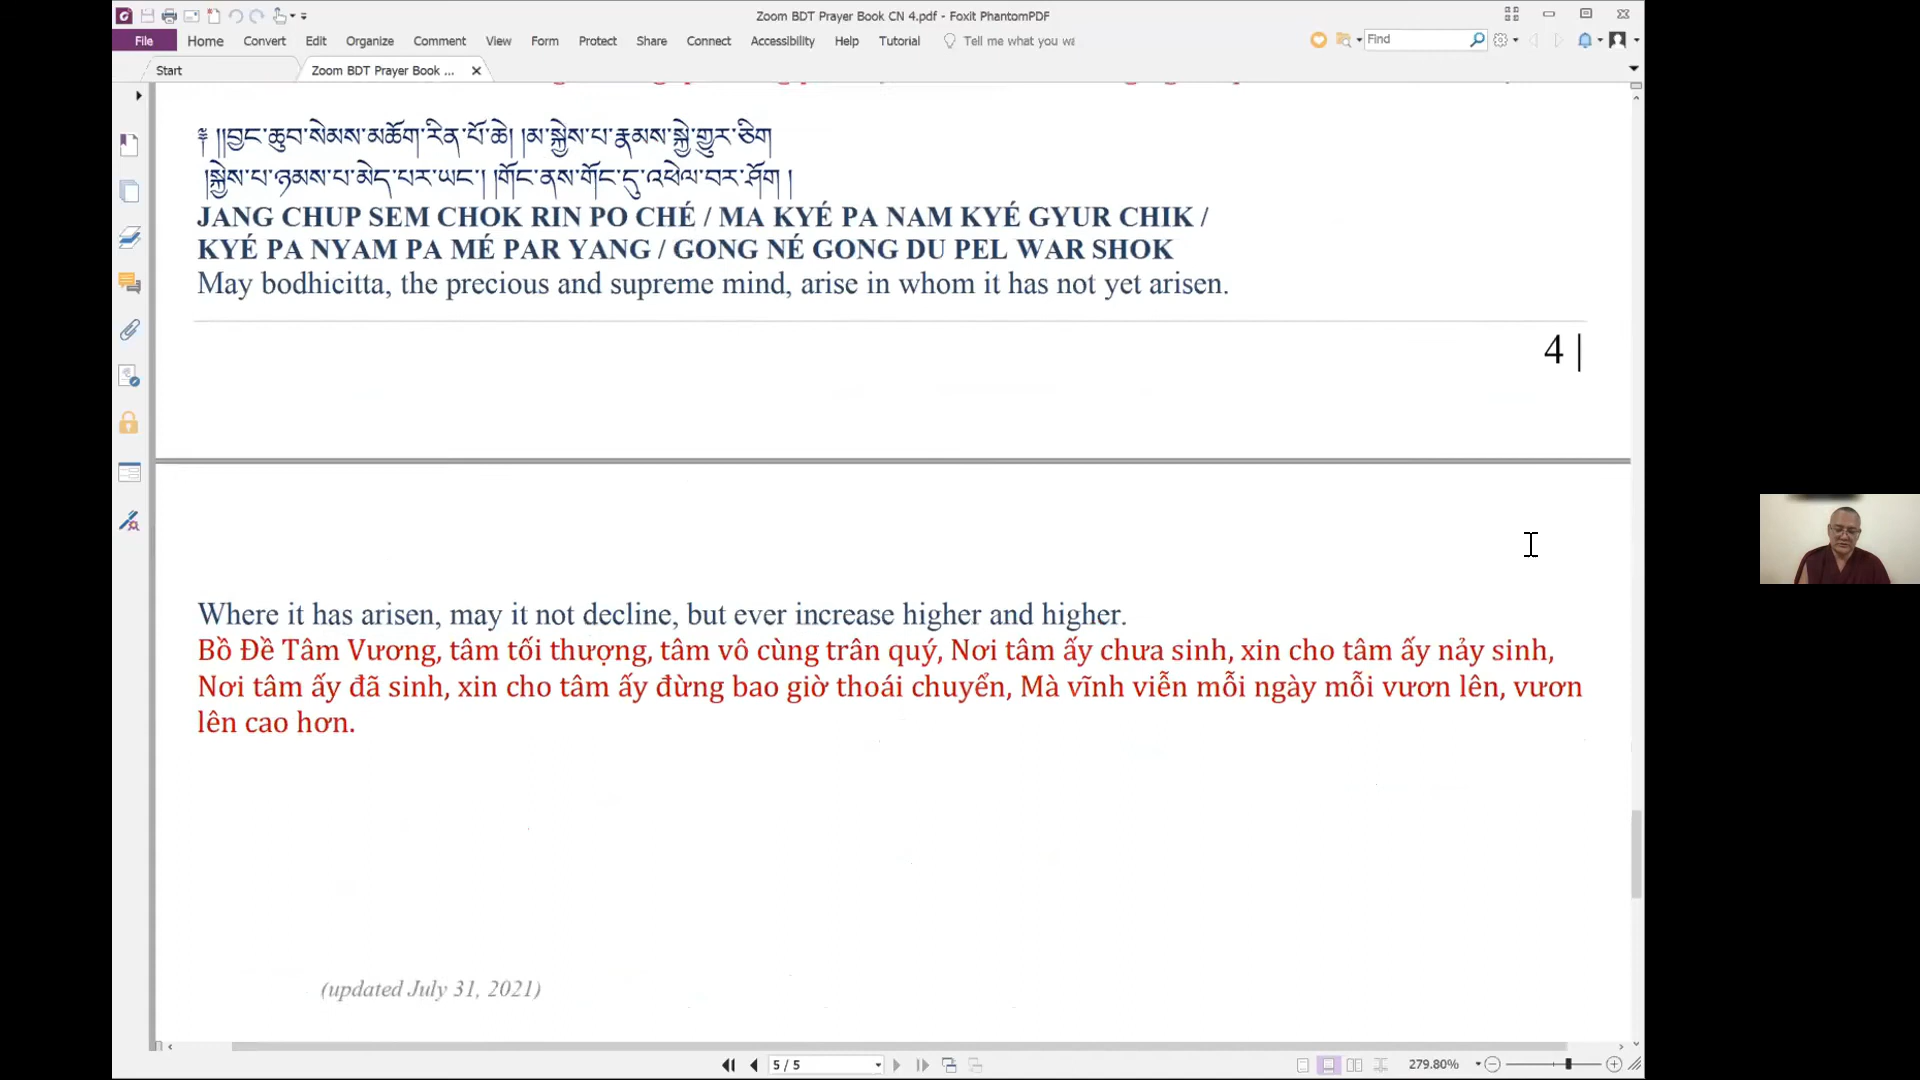 Zoom BDT Prayer Book CN 4.pdf - Foxit PhantomPDF
File Home Convert Edit Organize Comment View Form Protect Share Connect Accessibility Help Tutorial Tell me what you wa Find
Start Zoom BDT Prayer Book ...
༈ །།བྱང་ཆུབ་སེམས་མཆོག་རིན་པོ་ཆེ། །མ་སྐྱེས་པ་རྣམས་སྐྱེ་གྱུར་ཅིག
།སྐྱེས་པ་ཉམས་པ་མེད་པར་ཡང་། །གོང་ནས་གོང་དུ་འཕེལ་བར་ཤོག །
JANG CHUP SEM CHOK RIN PO CHÉ / MA KYÉ PA NAM KYÉ GYUR CHIK /
KYÉ PA NYAM PA MÉ PAR YANG / GONG NÉ GONG DU PEL WAR SHOK
May bodhicitta, the precious and supreme mind, arise in whom it has not yet arisen.
4 |
Where it has arisen, may it not decline, but ever increase higher and higher.
Bồ Đề Tâm Vương, tâm tối thượng, tâm vô cùng trân quý, Nơi tâm ấy chưa sinh, xin cho tâm ấy nảy sinh,
Nơi tâm ấy đã sinh, xin cho tâm ấy đừng bao giờ thoái chuyển, Mà vĩnh viễn mỗi ngày mỗi vươn lên, vươn
lên cao hơn.
(updated July 31, 2021)
5 / 5 279.80%